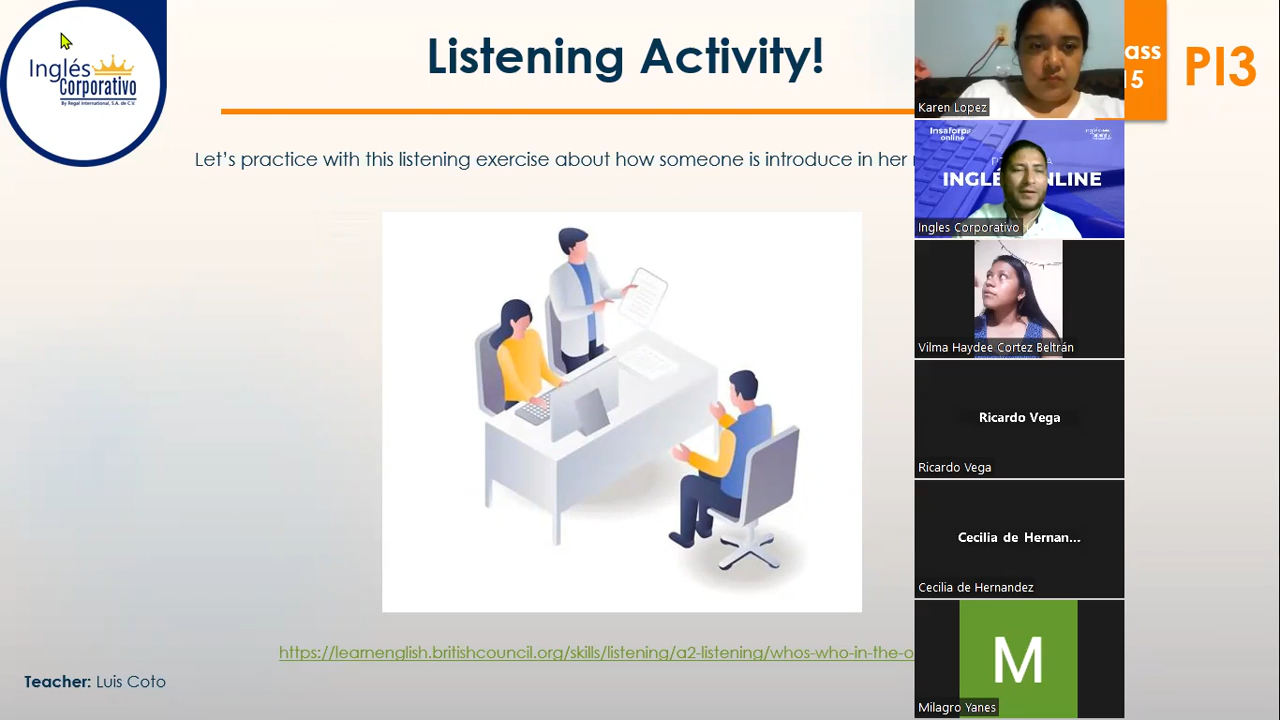 Inglés
Corporativo
By Regal International, S.A. de C.V.
Listening Activity!
ass
15
PI3
Let's practice with this listening exercise about how someone is introduce in her
https://learnenglish.britishcouncil.org/skills/listening/a2-listening/whos-who-in-the-o
Teacher: Luis Coto
Karen Lopez
Insaforp
online
INGLÉ NLINE
Ingles Corporativo
Vilma Haydee Cortez Beltrán
Ricardo Vega
Ricardo Vega
Cecilia de Hernan...
Cecilia de Hernandez
M
Milagro Yanes